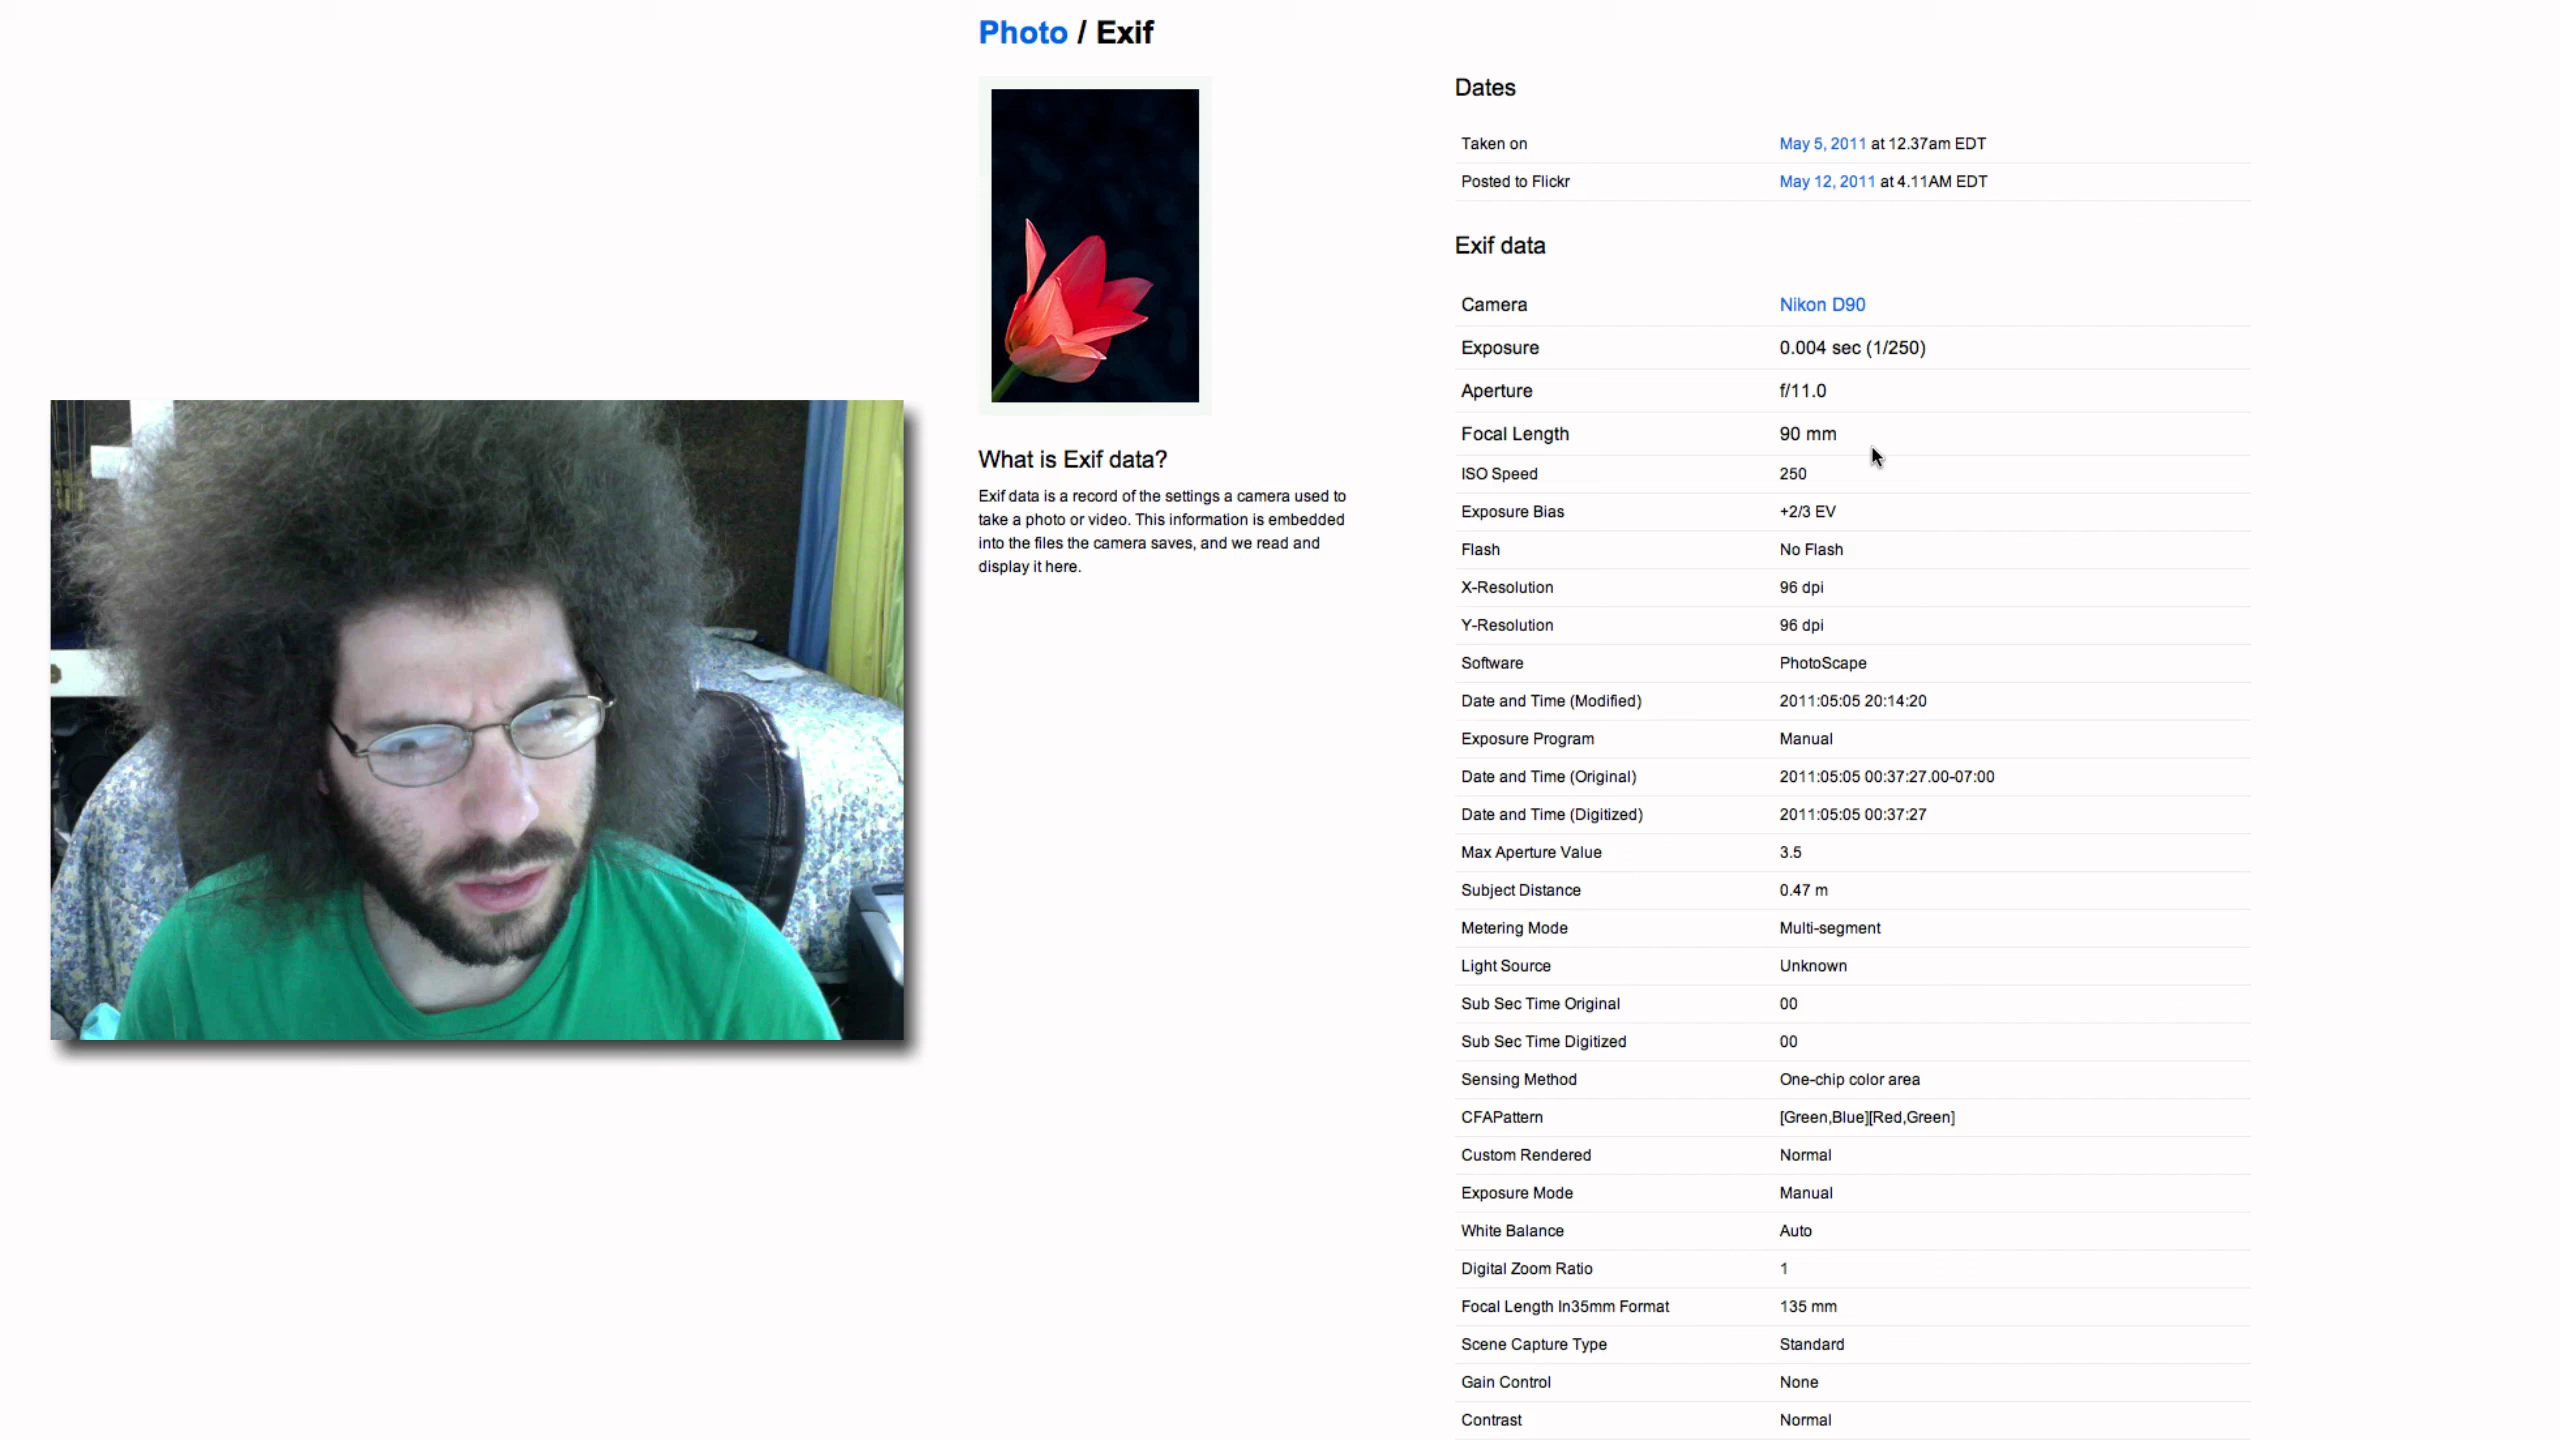 Photo / Exif
Dates
Taken on May 5, 2011 at 12.37am EDT
Posted to Flickr May 12, 2011 at 4.11AM EDT
Exif data
Camera Nikon D90
Exposure 0.004 sec (1/250)
Aperture f/11.0
Focal Length 90 mm
ISO Speed 250
Exposure Bias +2/3 EV
Flash No Flash
X-Resolution 96 dpi
Y-Resolution 96 dpi
Software PhotoScape
Date and Time (Modified) 2011:05:05 20:14:20
Exposure Program Manual
Date and Time (Original) 2011:05:05 00:37:27.00-07:00
Date and Time (Digitized) 2011:05:05 00:37:27
Max Aperture Value 3.5
Subject Distance 0.47 m
Metering Mode Multi-segment
Light Source Unknown
Sub Sec Time Original 00
Sub Sec Time Digitized 00
Sensing Method One-chip color area
CFAPattern [Green,Blue][Red,Green]
Custom Rendered Normal
Exposure Mode Manual
White Balance Auto
Digital Zoom Ratio 1
Focal Length In35mm Format 135 mm
Scene Capture Type Standard
Gain Control None
Contrast Normal
What is Exif data?
Exif data is a record of the settings a camera used to
take a photo or video. This information is embedded
into the files the camera saves, and we read and
display it here.